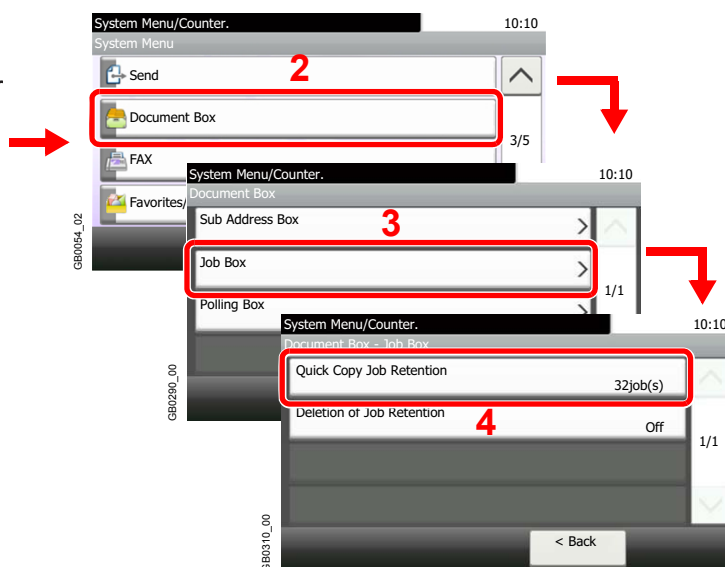 System Menu/Counter. 10:10
System Menu
Send
2
Document Box
3/5
FAX
Favorites/
GB0054_02
System Menu/Counter. 10:10
Document Box
Sub Address Box
3
Job Box
1/1
Polling Box
GB0290_00
System Menu/Counter. 10:10
Document Box - Job Box
Quick Copy Job Retention
32job(s)
Deletion of Job Retention
4
Off
1/1
GB0310_00
< Back